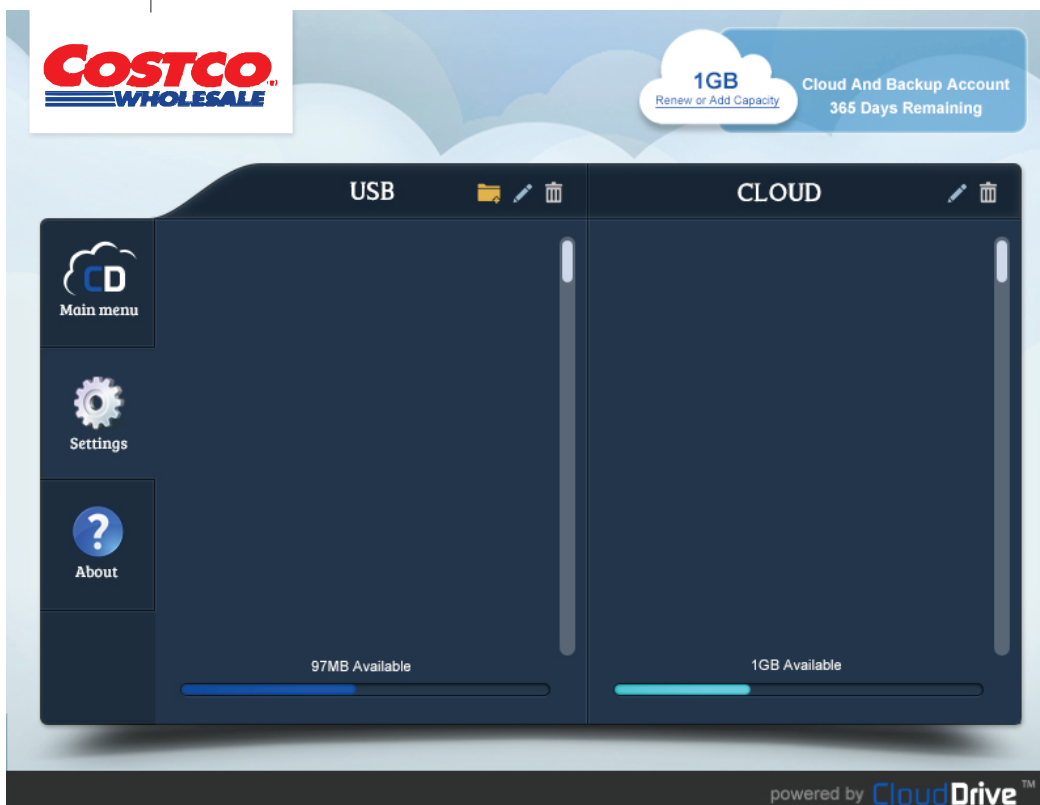 COSTCO
WHOLESALE
1GB
Renew or Add Capacity
Cloud And Backup Account
365 Days Remaining
USB
CLOUD
CD
Main menu
Settings
?
About
97MB Available
1GB Available
powered by CloudDrive™